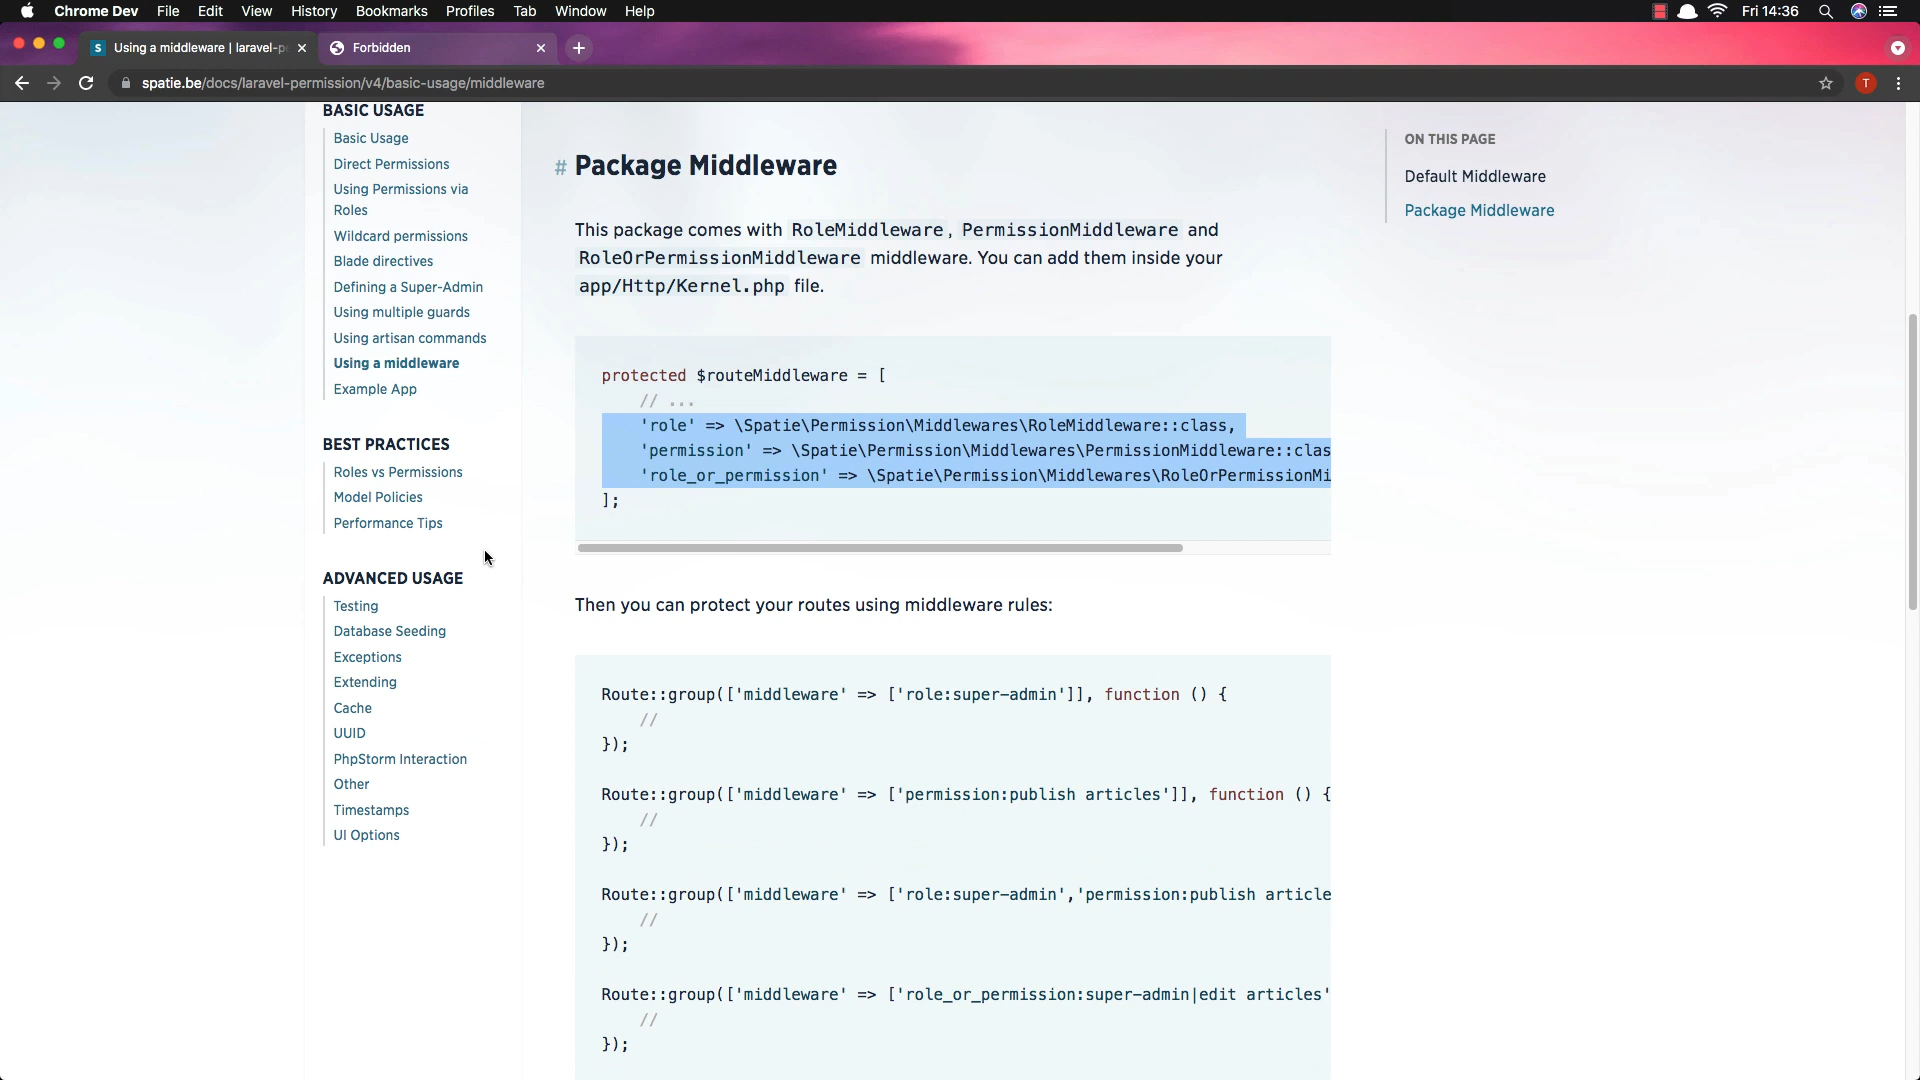 Chrome Dev File Edit View History Bookmarks Profiles Tab Window Help Fri 14:36
S Using a middleware | laravel-p Forbidden
spatie.be/docs/laravel-permission/v4/basic-usage/middleware T
BASIC USAGE
Basic Usage
Direct Permissions
Using Permissions via
Roles
Wildcard permissions
Blade directives
Defining a Super-Admin
Using multiple guards
Using artisan commands
Using a middleware
Example App
BEST PRACTICES
Roles vs Permissions
Model Policies
Performance Tips
ADVANCED USAGE
Testing
Database Seeding
Exceptions
Extending
Cache
UUID
PhpStorm Interaction
Other
Timestamps
UI Options
# Package Middleware
This package comes with RoleMiddleware, PermissionMiddleware and
RoleOrPermissionMiddleware middleware. You can add them inside your
app/Http/Kernel.php file.
protected $routeMiddleware = [
// ...
'role' => \Spatie\Permission\Middlewares\RoleMiddleware::class,
'permission' => \Spatie\Permission\Middlewares\PermissionMiddleware::clas
'role_or_permission' => \Spatie\Permission\Middlewares\RoleOrPermissionMi
];
Then you can protect your routes using middleware rules:
Route::group(['middleware' => ['role:super-admin']], function () {
//
});
Route::group(['middleware' => ['permission:publish articles']], function () {
//
});
Route::group(['middleware' => ['role:super-admin','permission:publish article
//
});
Route::group(['middleware' => ['role_or_permission:super-admin|edit articles'
//
});
ON THIS PAGE
Default Middleware
Package Middleware